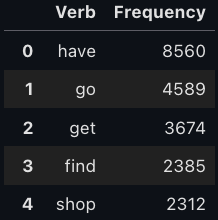 Verb Frequency
0 have 8560
1 go 4589
2 get 3674
3 find 2385
4 shop 2312